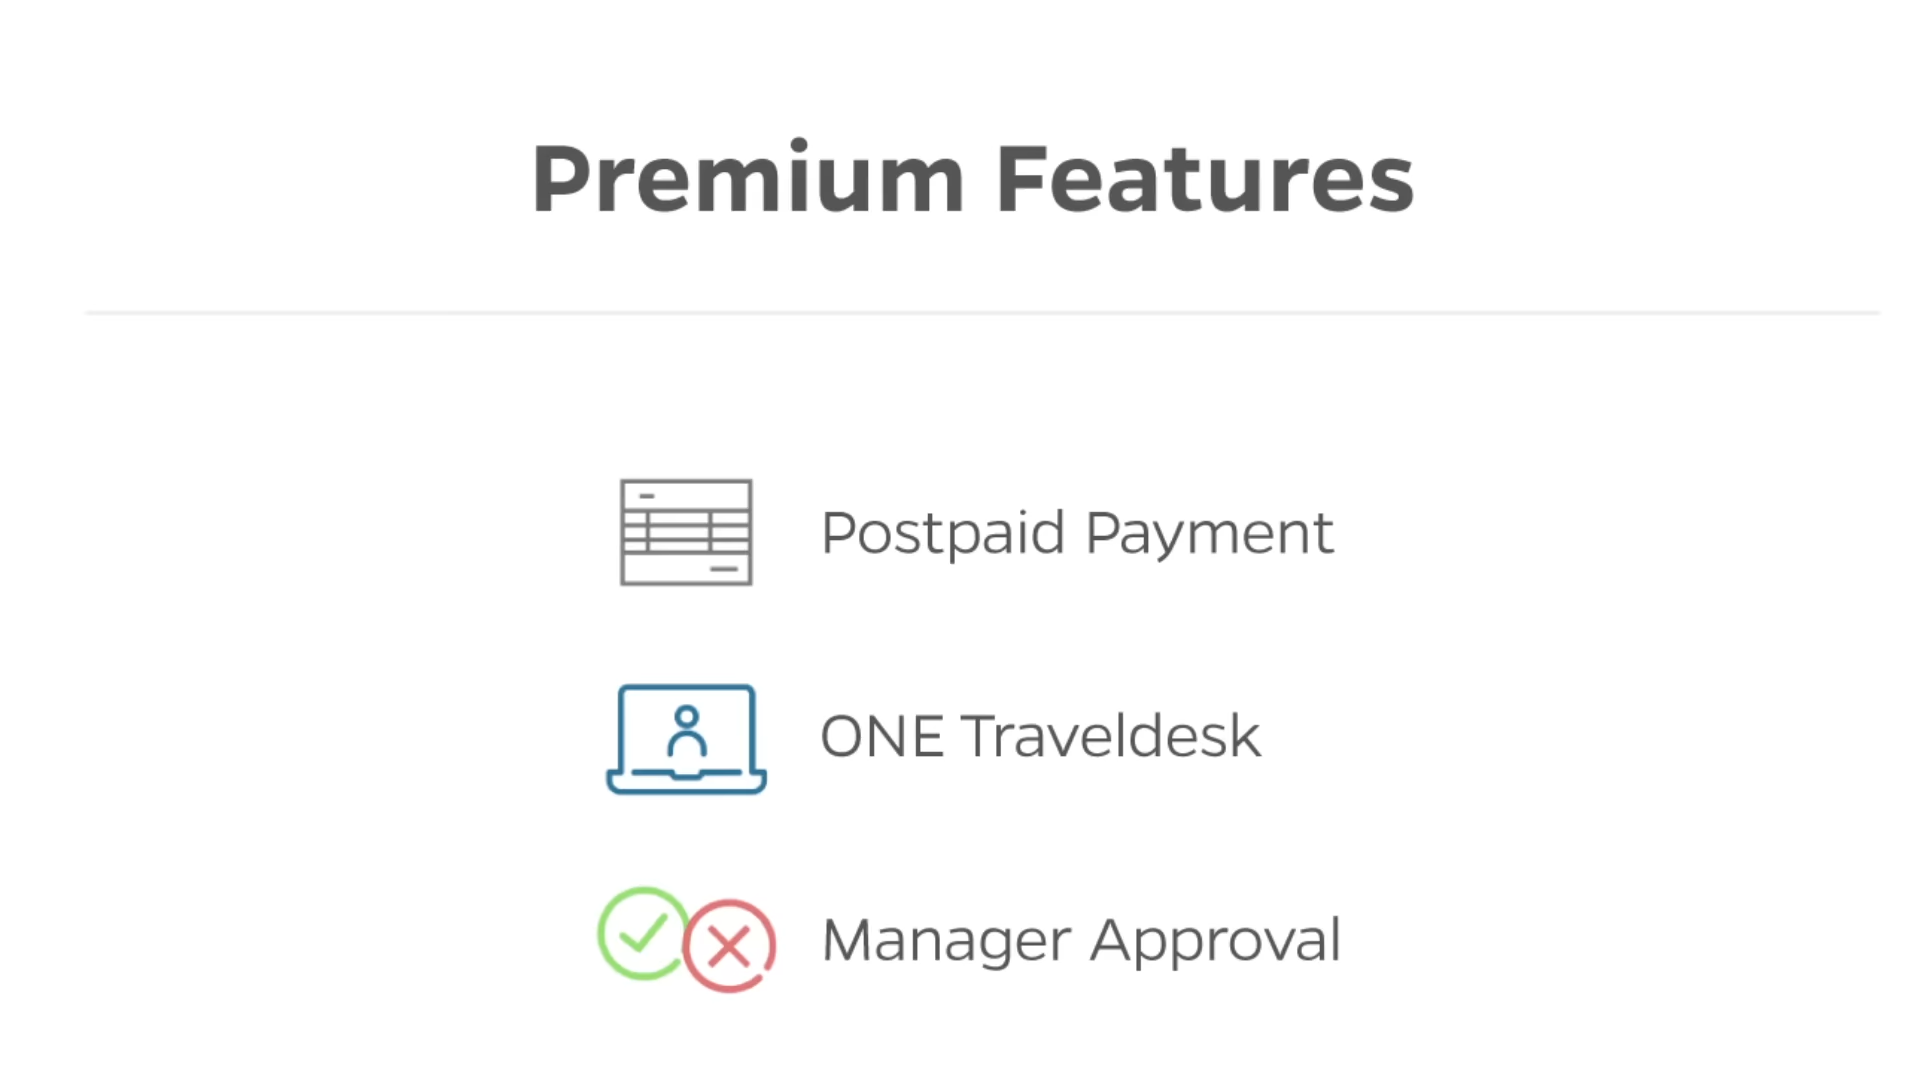 Premium Features
Postpaid Payment
ONE Traveldesk
Manager Approval